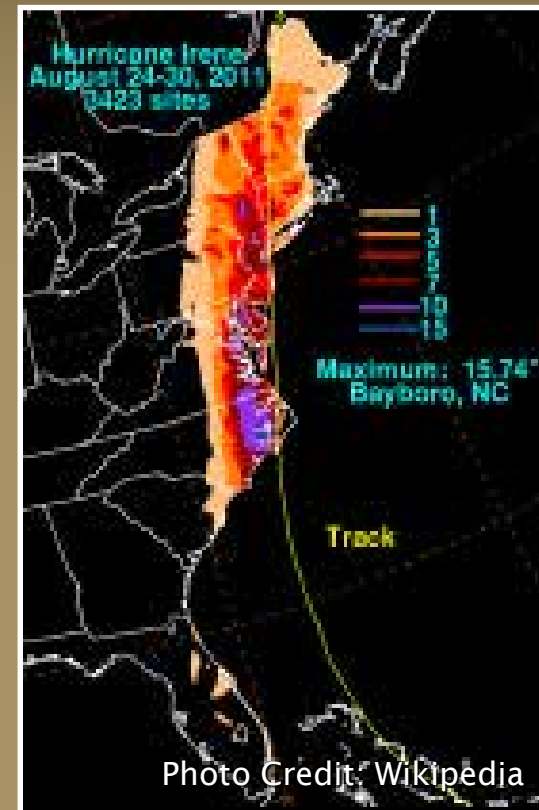 Hurricane Irene
August 24-30, 2011
3423 sites
1
3
5
7
10
15
Maximum: 15.74"
Bayboro, NC
Track
Photo Credit: Wikipedia